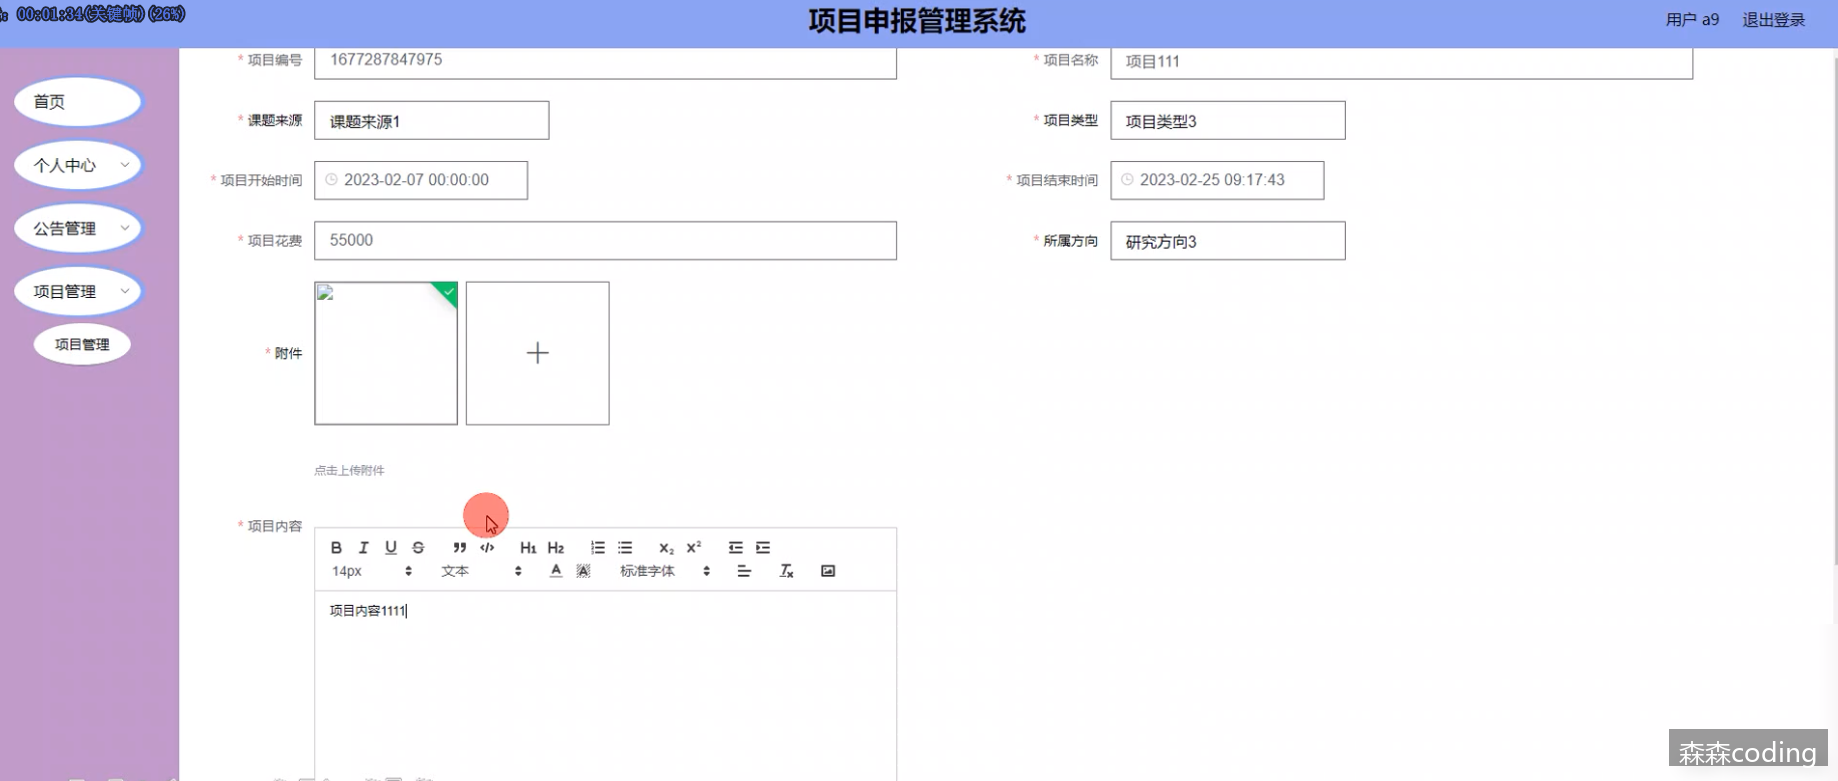 : 00:01:34(关键帧)(26%)
项目申报管理系统
用户 a9 退出登录
* 项目编号 1677287847975
* 项目名称 项目111
首页
* 课题来源 课题来源1
* 项目类型 项目类型3
个人中心
* 项目开始时间 2023-02-07 00:00:00
* 项目结束时间 2023-02-25 09:17:43
公告管理
* 项目花费 55000
* 所属方向 研究方向3
项目管理
项目管理
* 附件
点击上传附件
* 项目内容
B I U S ” </> H1 H2 X₂ X²
14px 文本 A A 标准字体 Tx
项目内容1111
森森coding